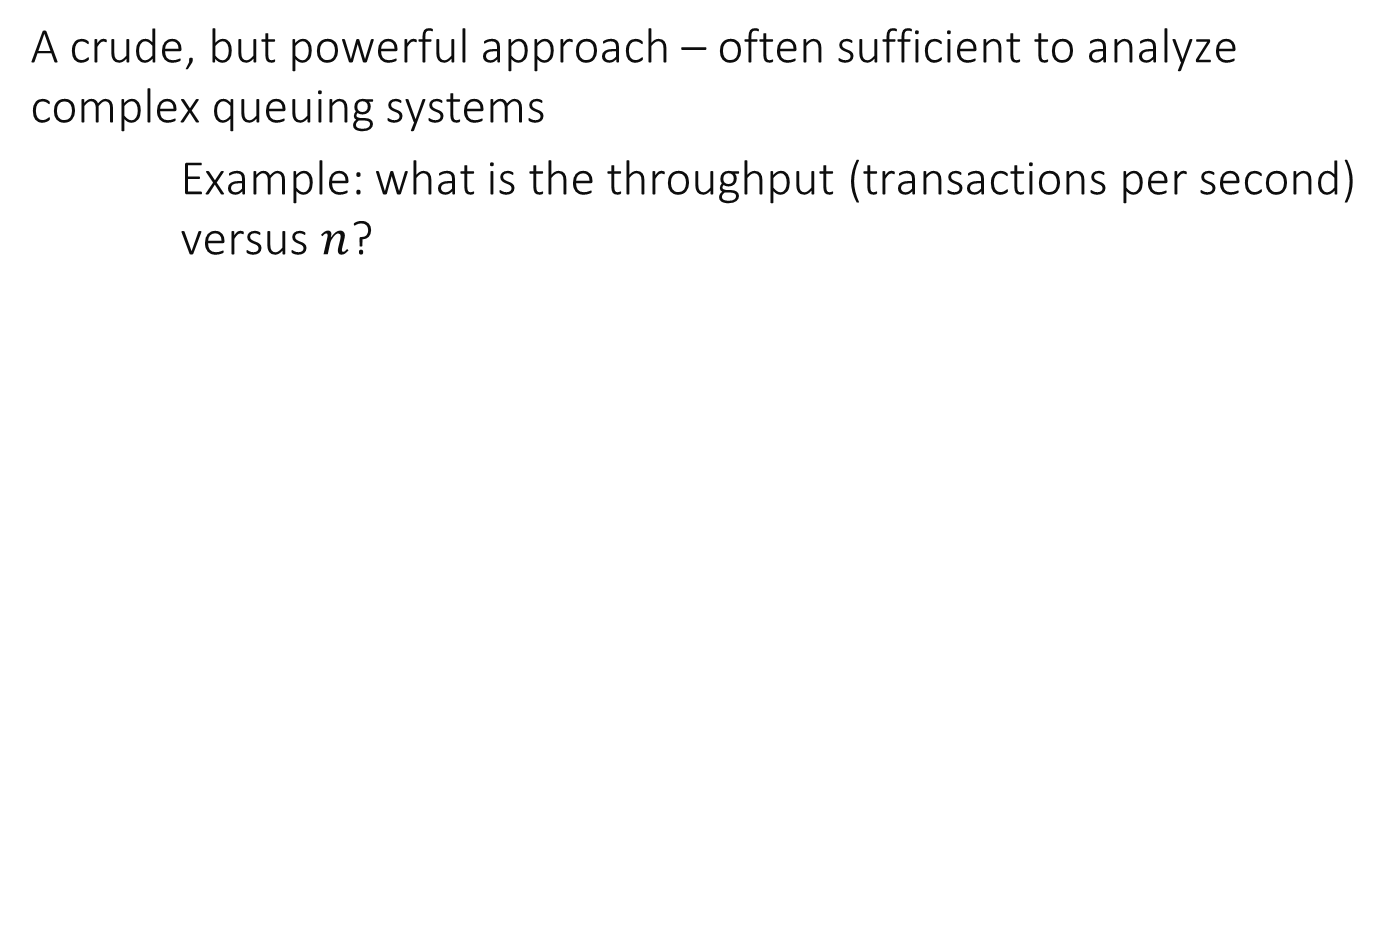 A crude, but powerful approach – often sufficient to analyze
complex queuing systems
Example: what is the throughput (transactions per second)
versus n?